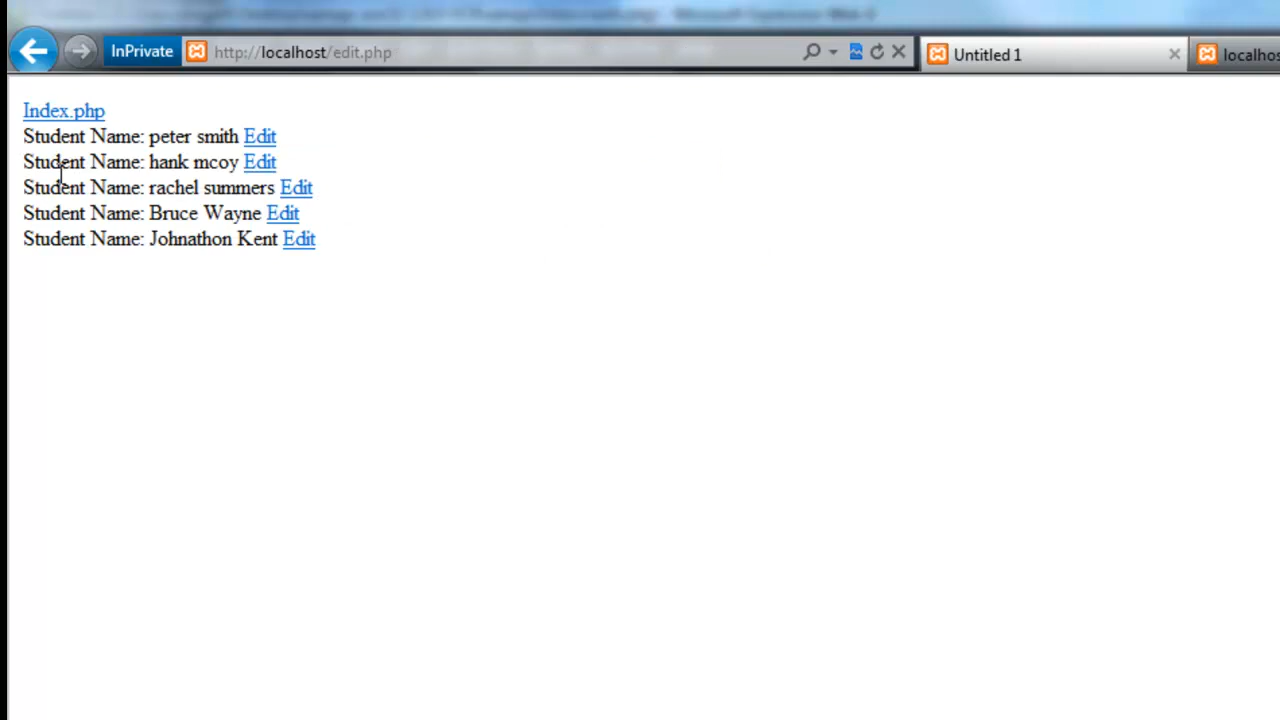 InPrivate
http://localhost/edit.php
Untitled 1
localhos
Index.php
Student Name: peter smith Edit
Student Name: hank mcoy Edit
Student Name: rachel summers Edit
Student Name: Bruce Wayne Edit
Student Name: Johnathon Kent Edit